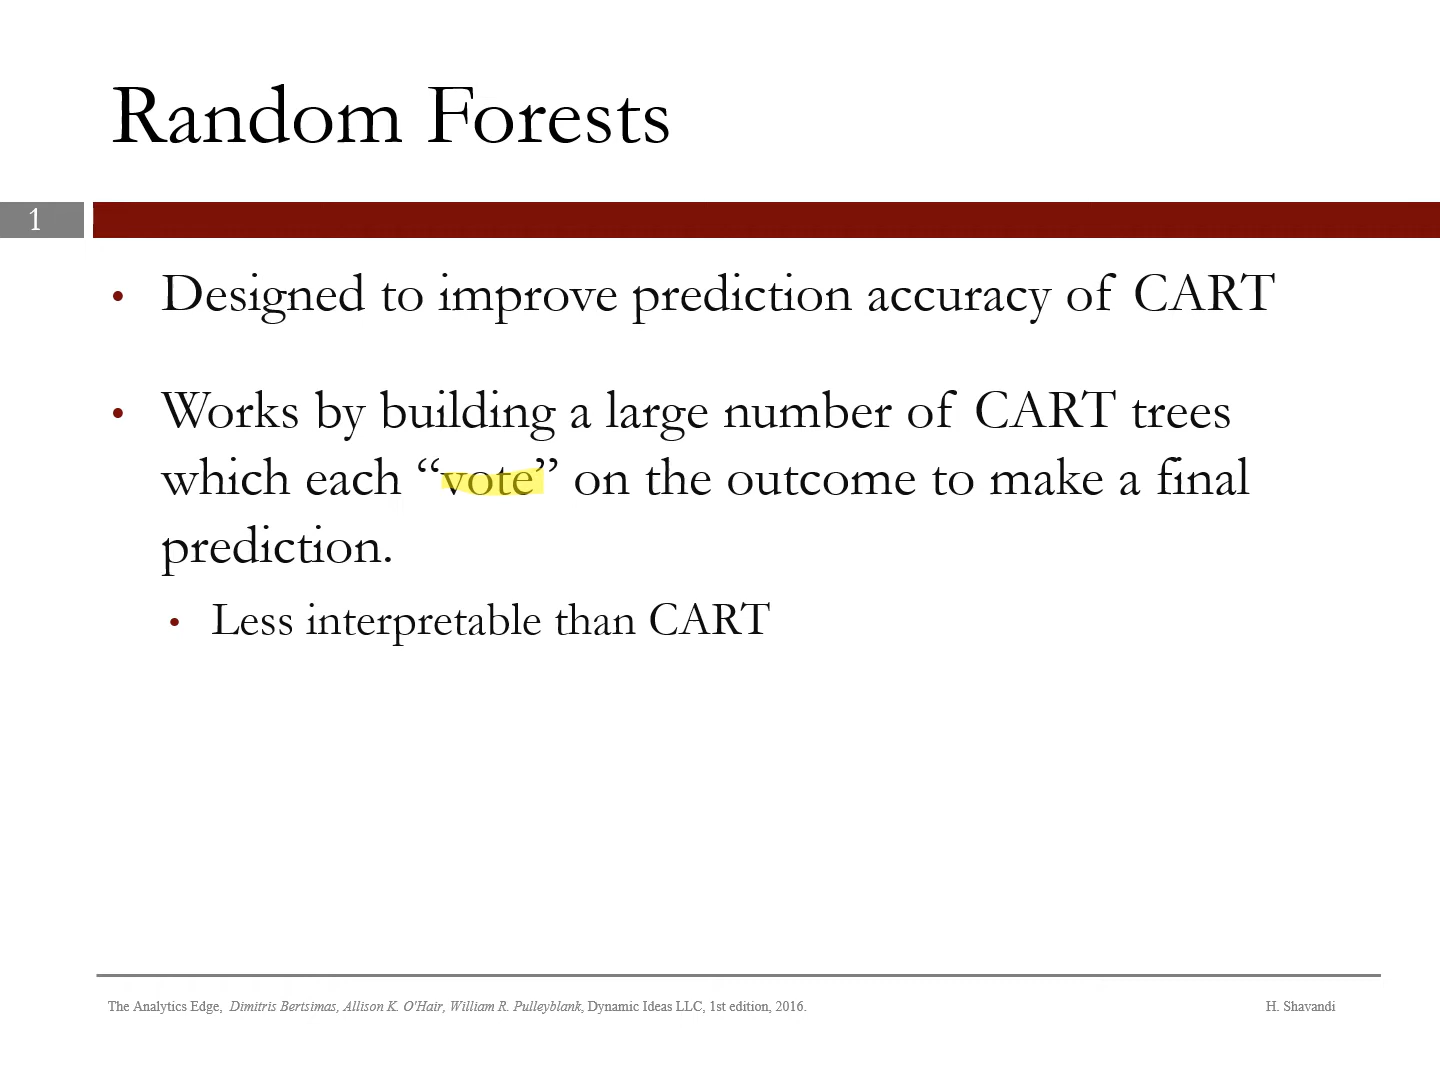 Random Forests
1
• Designed to improve prediction accuracy of CART
• Works by building a large number of CART trees
which each “vote” on the outcome to make a final
prediction.
• Less interpretable than CART
The Analytics Edge, Dimitris Bertsimas, Allison K. O'Hair, William R. Pulleyblank, Dynamic Ideas LLC, 1st edition, 2016. H. Shavandi